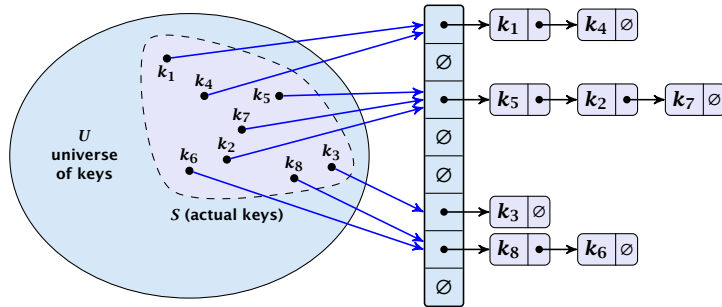 k₁
k₄
k₅
k₇
k₂
k₆
k₈
k₃
U
universe
of keys
S (actual keys)
k₁ k₄ ∅
∅
k₅ k₂ k₇ ∅
∅
∅
k₃ ∅
k₈ k₆ ∅
∅